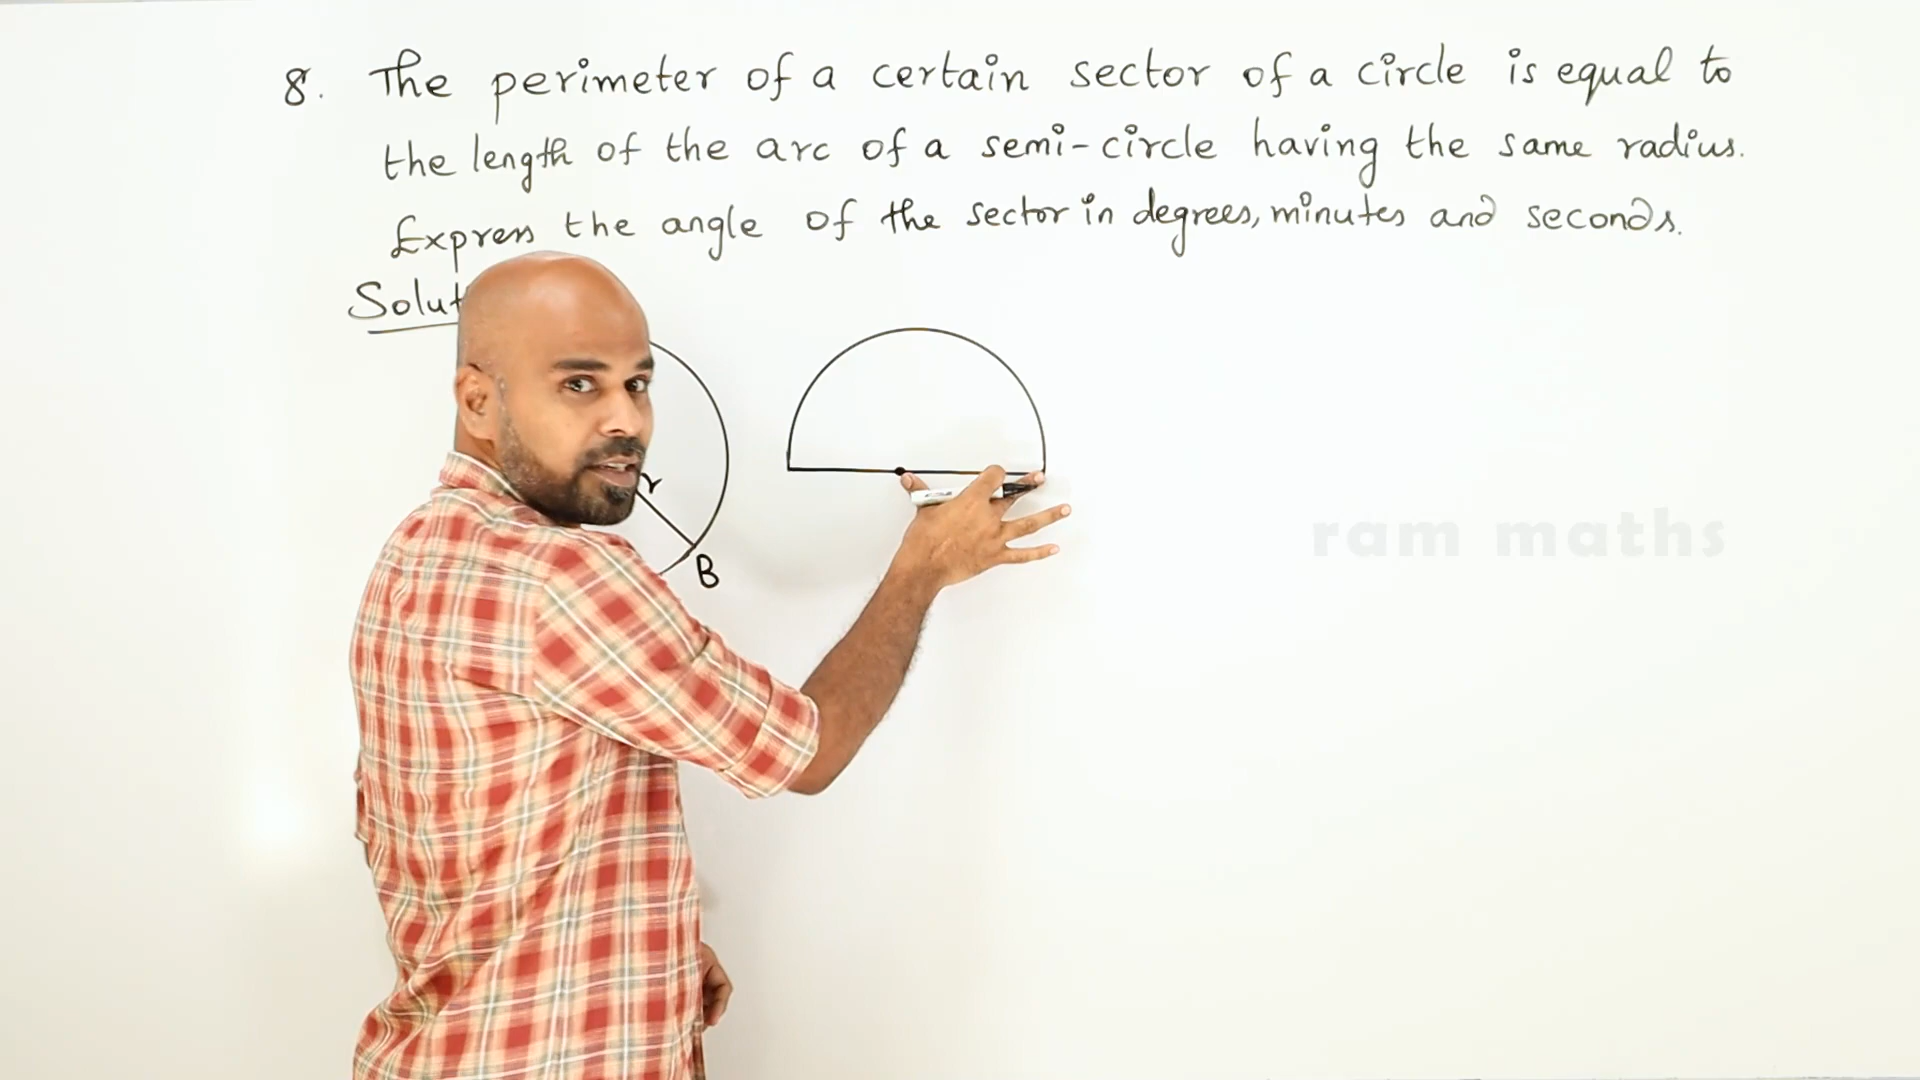 8. The perimeter of a certain sector of a circle is equal to
the length of the arc of a semi-circle having the same radius.
Express the angle of the sector in degrees, minutes and seconds.
Solut
r
B
ram maths